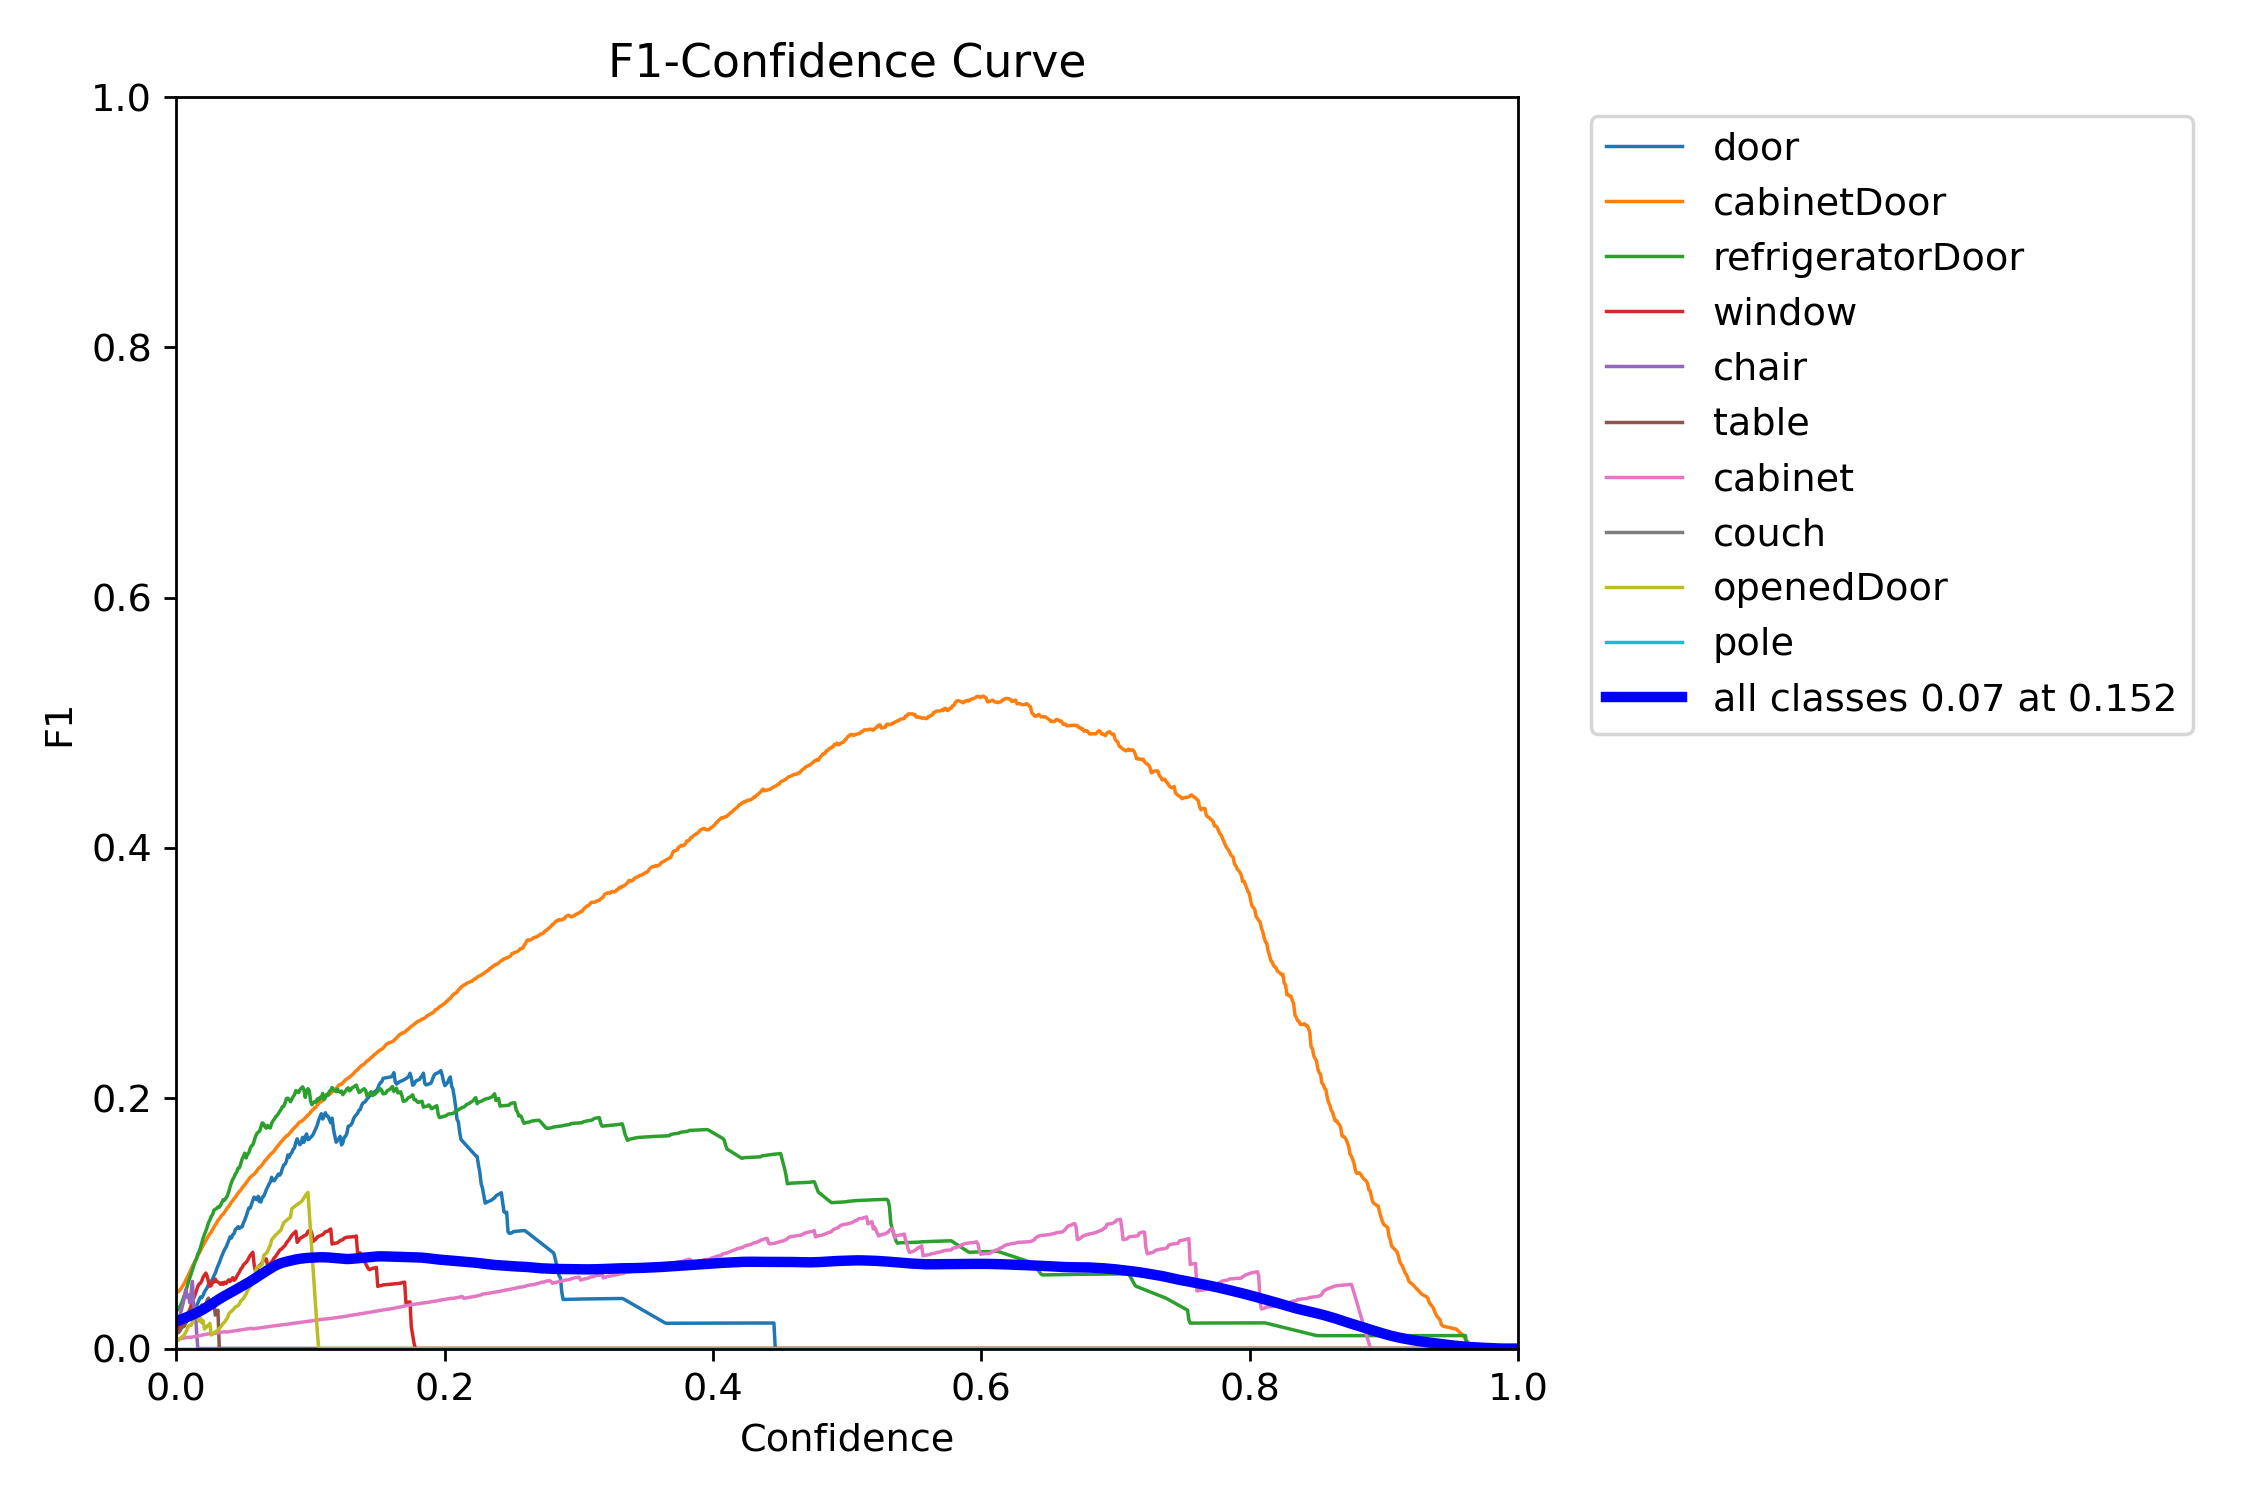 F1-Confidence Curve
1.0
0.8
0.6
0.4
0.2
0.0
F1
0.0 0.2 0.4 0.6 0.8 1.0
Confidence
door
cabinetDoor
refrigeratorDoor
window
chair
table
cabinet
couch
openedDoor
pole
all classes 0.07 at 0.152